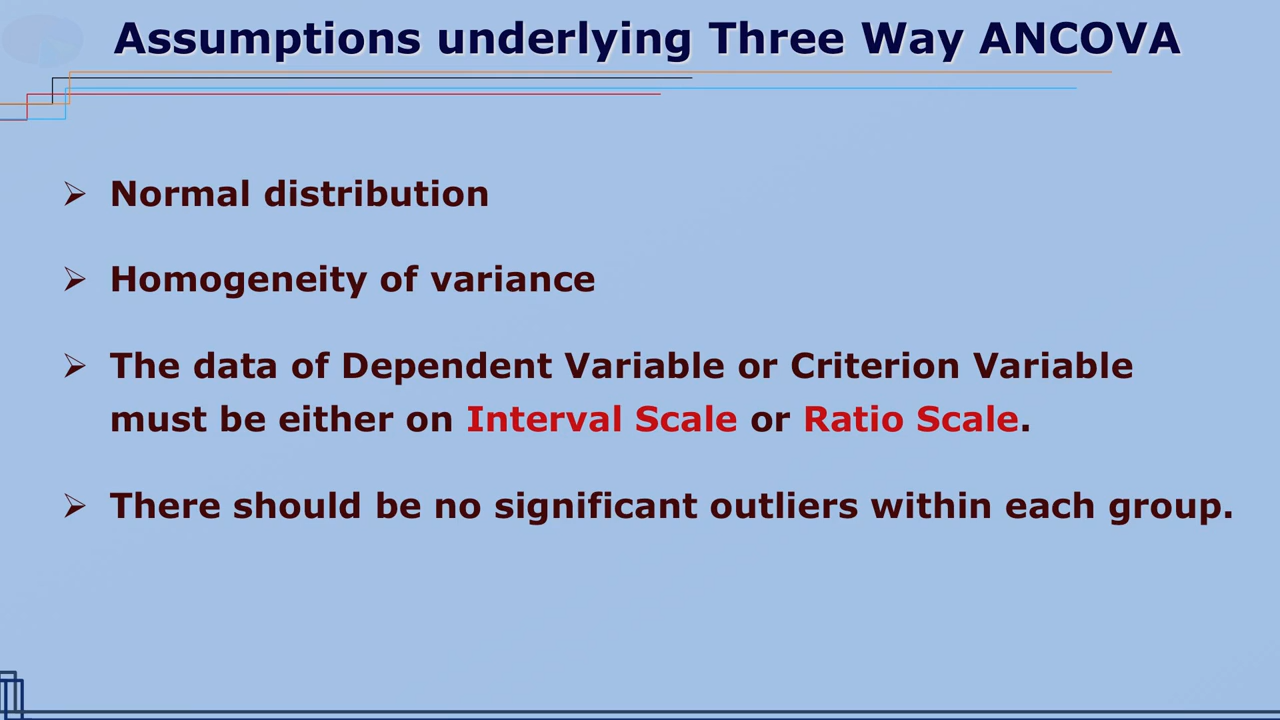 Assumptions underlying Three Way ANCOVA
➢ Normal distribution
➢ Homogeneity of variance
➢ The data of Dependent Variable or Criterion Variable
must be either on Interval Scale or Ratio Scale.
➢ There should be no significant outliers within each group.